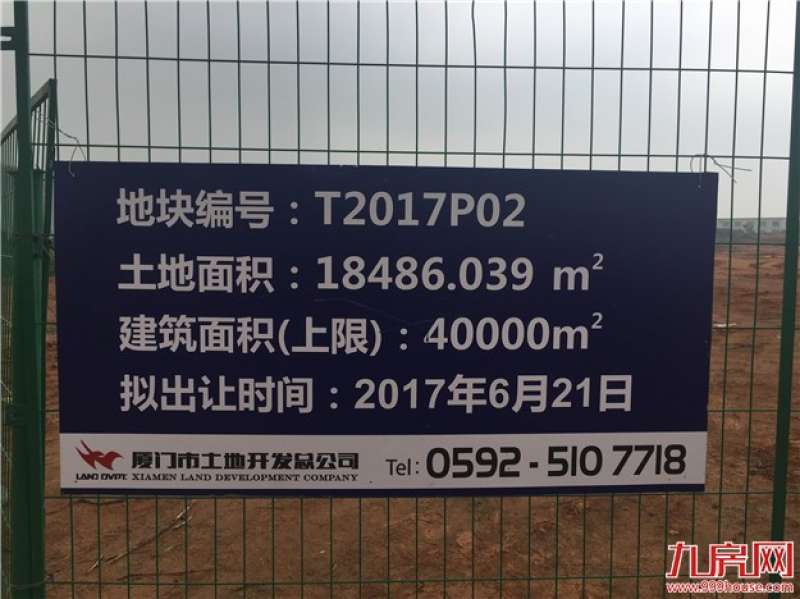 地块编号：T2017P02
土地面积：18486.039 m²
建筑面积(上限)：40000m²
拟出让时间：2017年6月21日
厦门市土地开发总公司 Tel: 0592-510 7718
LAND DVPT. XIAMEN LAND DEVELOPMENT COMPANY
九房网
www.999house.com